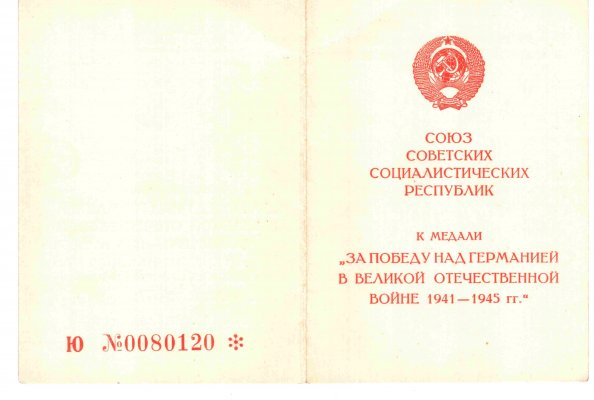 Ю №0080120 *
СОЮЗ
СОВЕТСКИХ
СОЦИАЛИСТИЧЕСКИХ
РЕСПУБЛИК
К МЕДАЛИ
„ЗА ПОБЕДУ НАД ГЕРМАНИЕЙ
В ВЕЛИКОЙ ОТЕЧЕСТВЕННОЙ
ВОЙНЕ 1941—1945 гг.“